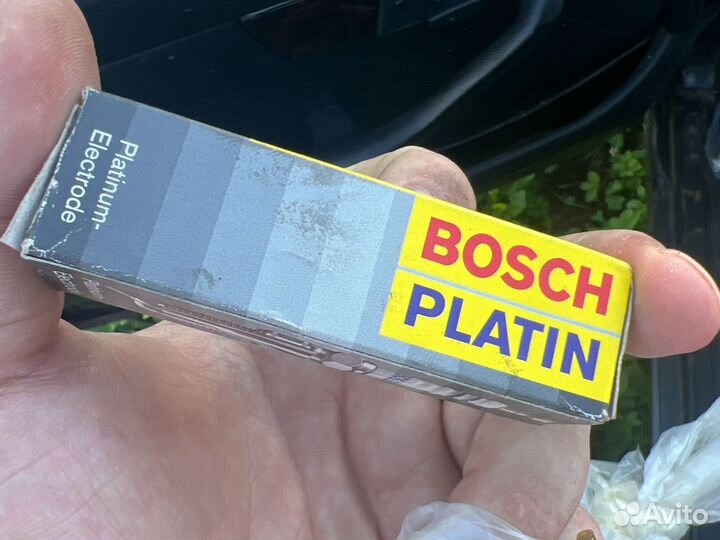 Platinum-
Electrode
BOSCH
PLATIN
Avito